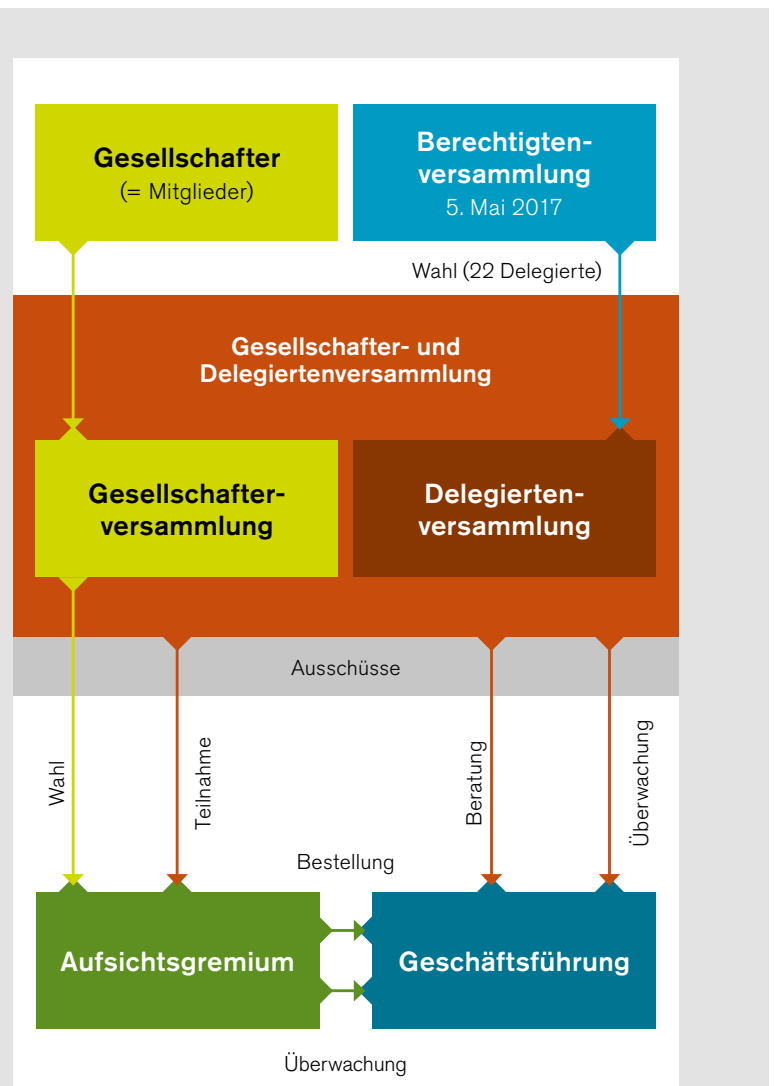 Gesellschafter
(= Mitglieder)
Berechtigten-
versammlung
5. Mai 2017
Wahl (22 Delegierte)
Gesellschafter- und
Delegiertenversammlung
Gesellschafter-
versammlung
Delegierten-
versammlung
Ausschüsse
Wahl
Teilnahme
Beratung
Überwachung
Bestellung
Aufsichtsgremium
Geschäftsführung
Überwachung